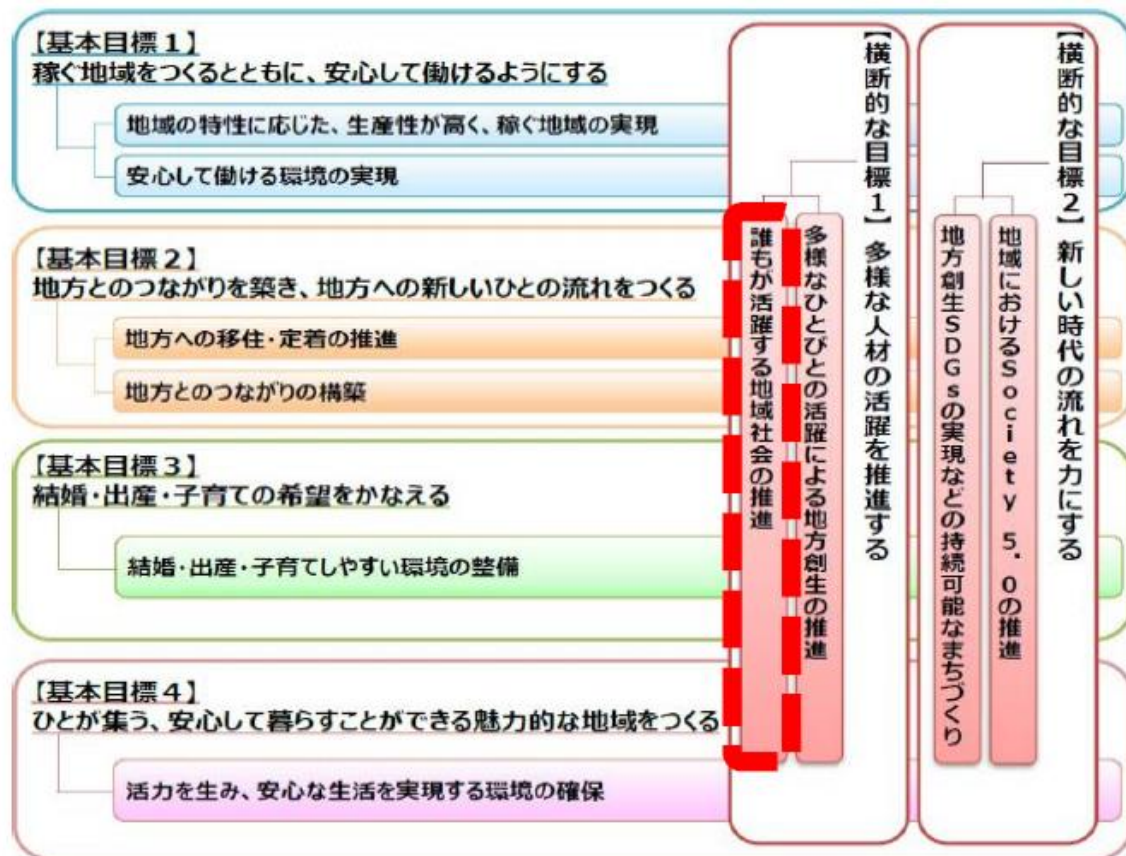 【基本目標１】
稼ぐ地域をつくるとともに、安心して働けるようにする
地域の特性に応じた、生産性が高く、稼ぐ地域の実現
安心して働ける環境の実現
【基本目標２】
地方とのつながりを築き、地方への新しいひとの流れをつくる
地方への移住・定着の推進
地方とのつながりの構築
【基本目標３】
結婚・出産・子育ての希望をかなえる
結婚・出産・子育てしやすい環境の整備
【基本目標４】
ひとが集う、安心して暮らすことができる魅力的な地域をつくる
活力を生み、安心な生活を実現する環境の確保
【横断的な目標１】多様な人材の活躍を推進する
多様なひとびとの活躍による地方創生の推進
誰もが活躍する地域社会の推進
【横断的な目標２】新しい時代の流れを力にする
地域におけるSociety 5.0の推進
地方創生SDGsの実現などの持続可能なまちづくり